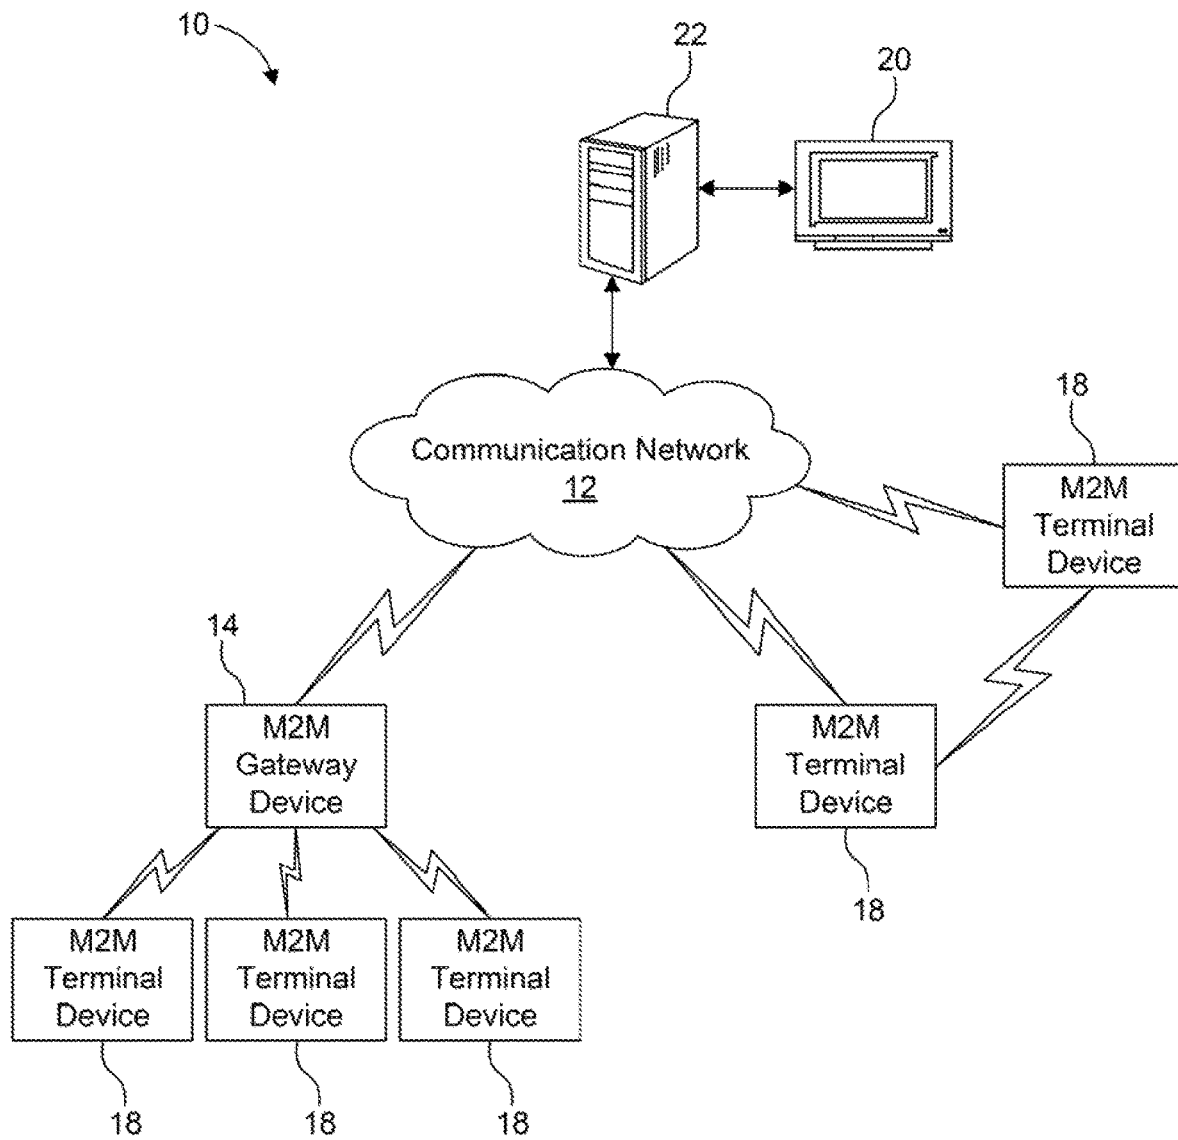 10
22
20
Communication Network
12
18
M2M
Terminal
Device
14
M2M
Gateway
Device
M2M
Terminal
Device
18
M2M
Terminal
Device
M2M
Terminal
Device
M2M
Terminal
Device
18
18
18